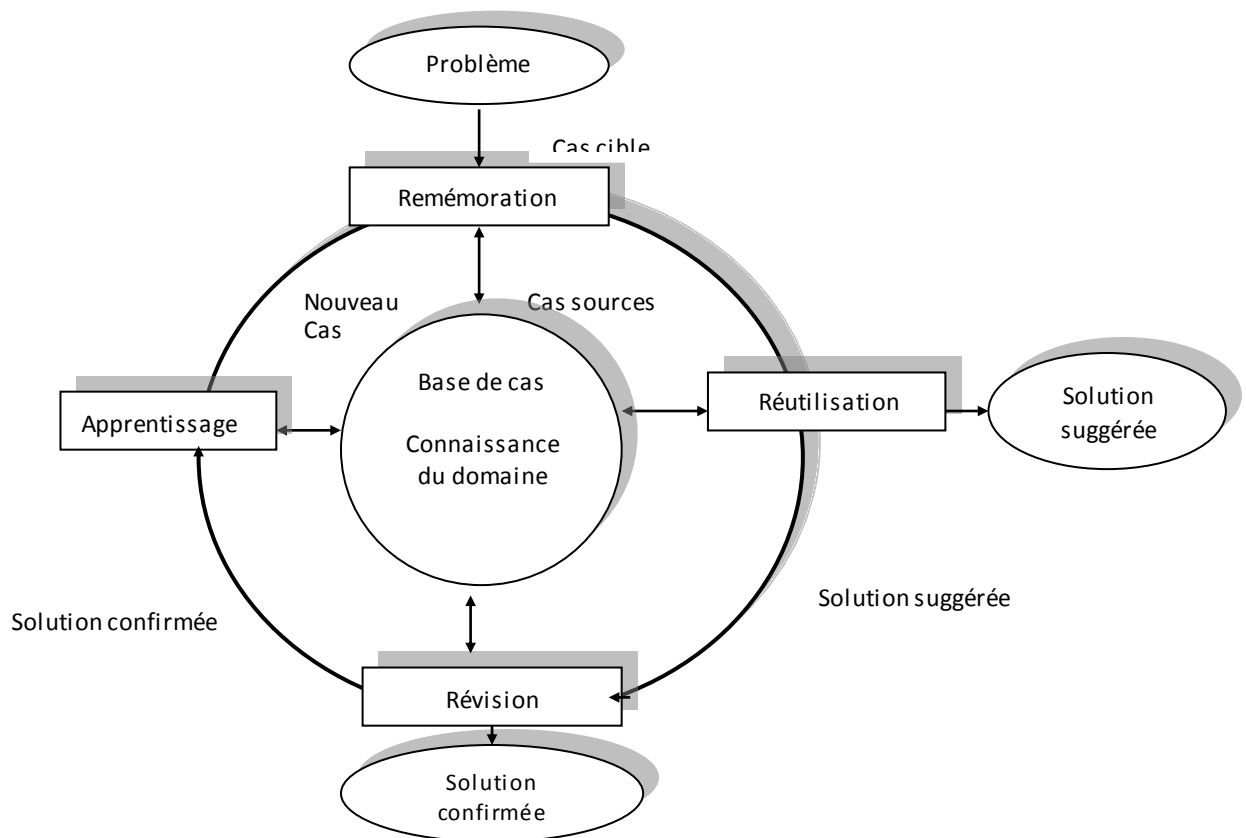 Problème
Cas cible
Remémoration
Nouveau
Cas
Cas sources
Base de cas
Connaissance
du domaine
Apprentissage
Réutilisation
Solution
suggérée
Solution suggérée
Solution confirmée
Révision
Solution
confirmée